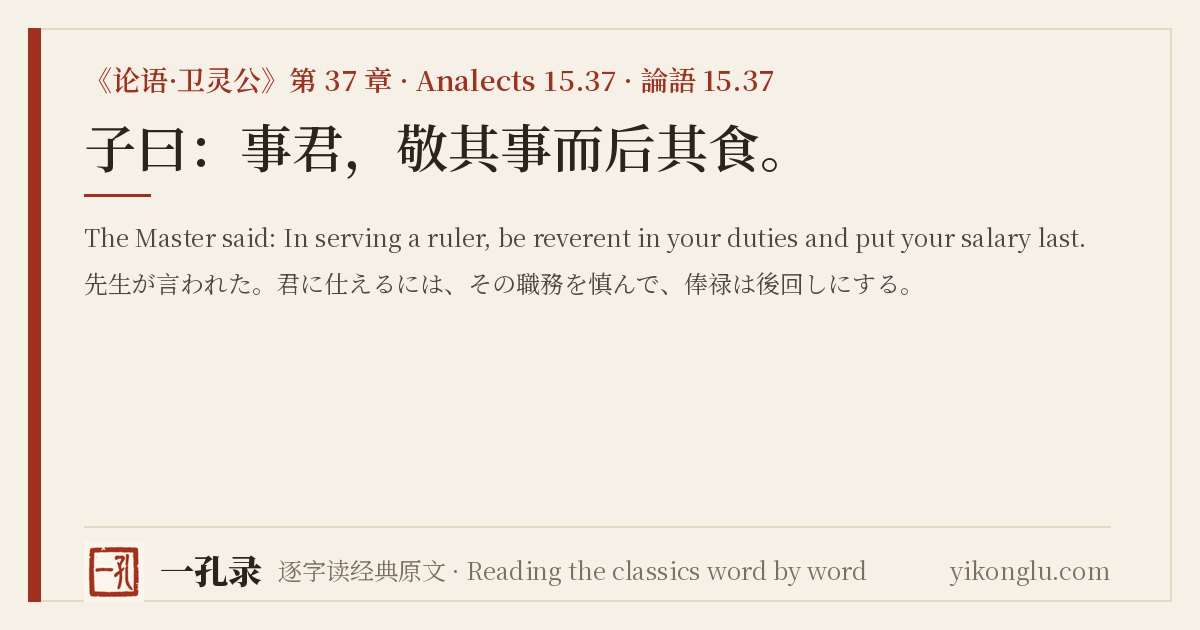 《论语·卫灵公》第 37 章 · Analects 15.37 · 論語 15.37
子曰：事君，敬其事而后其食。
The Master said: In serving a ruler, be reverent in your duties and put your salary last.
先生が言われた。君に仕えるには、その職務を慎んで、俸禄は後回しにする。
一孔
一孔录 逐字读经典原文 · Reading the classics word by word yikonglu.com